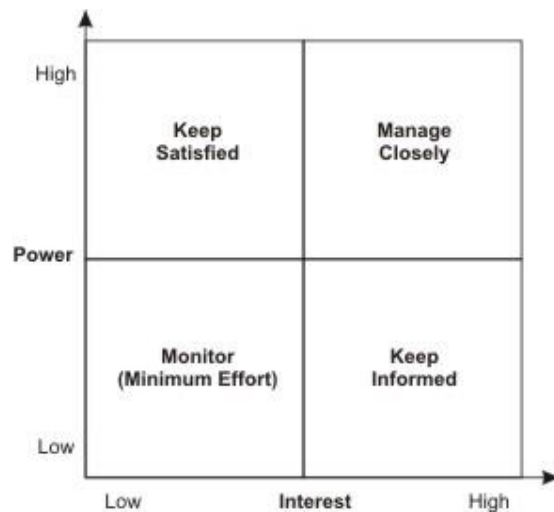 High
Keep
Satisfied
Manage
Closely
Power
Monitor
(Minimum Effort)
Keep
Informed
Low
Low
Interest
High